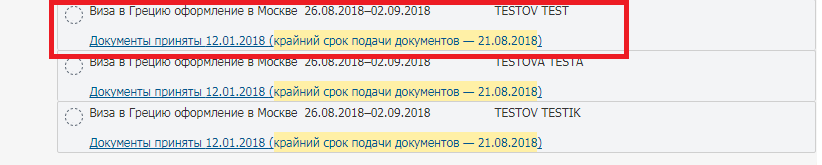 Виза в Грецию оформление в Москве 26.08.2018–02.09.2018 TESTOV TEST
Документы приняты 12.01.2018 (крайний срок подачи документов — 21.08.2018)
Виза в Грецию оформление в Москве 26.08.2018–02.09.2018 TESTOVA TESTA
Документы приняты 12.01.2018 (крайний срок подачи документов — 21.08.2018)
Виза в Грецию оформление в Москве 26.08.2018–02.09.2018 TESTOV TESTIK
Документы приняты 12.01.2018 (крайний срок подачи документов — 21.08.2018)